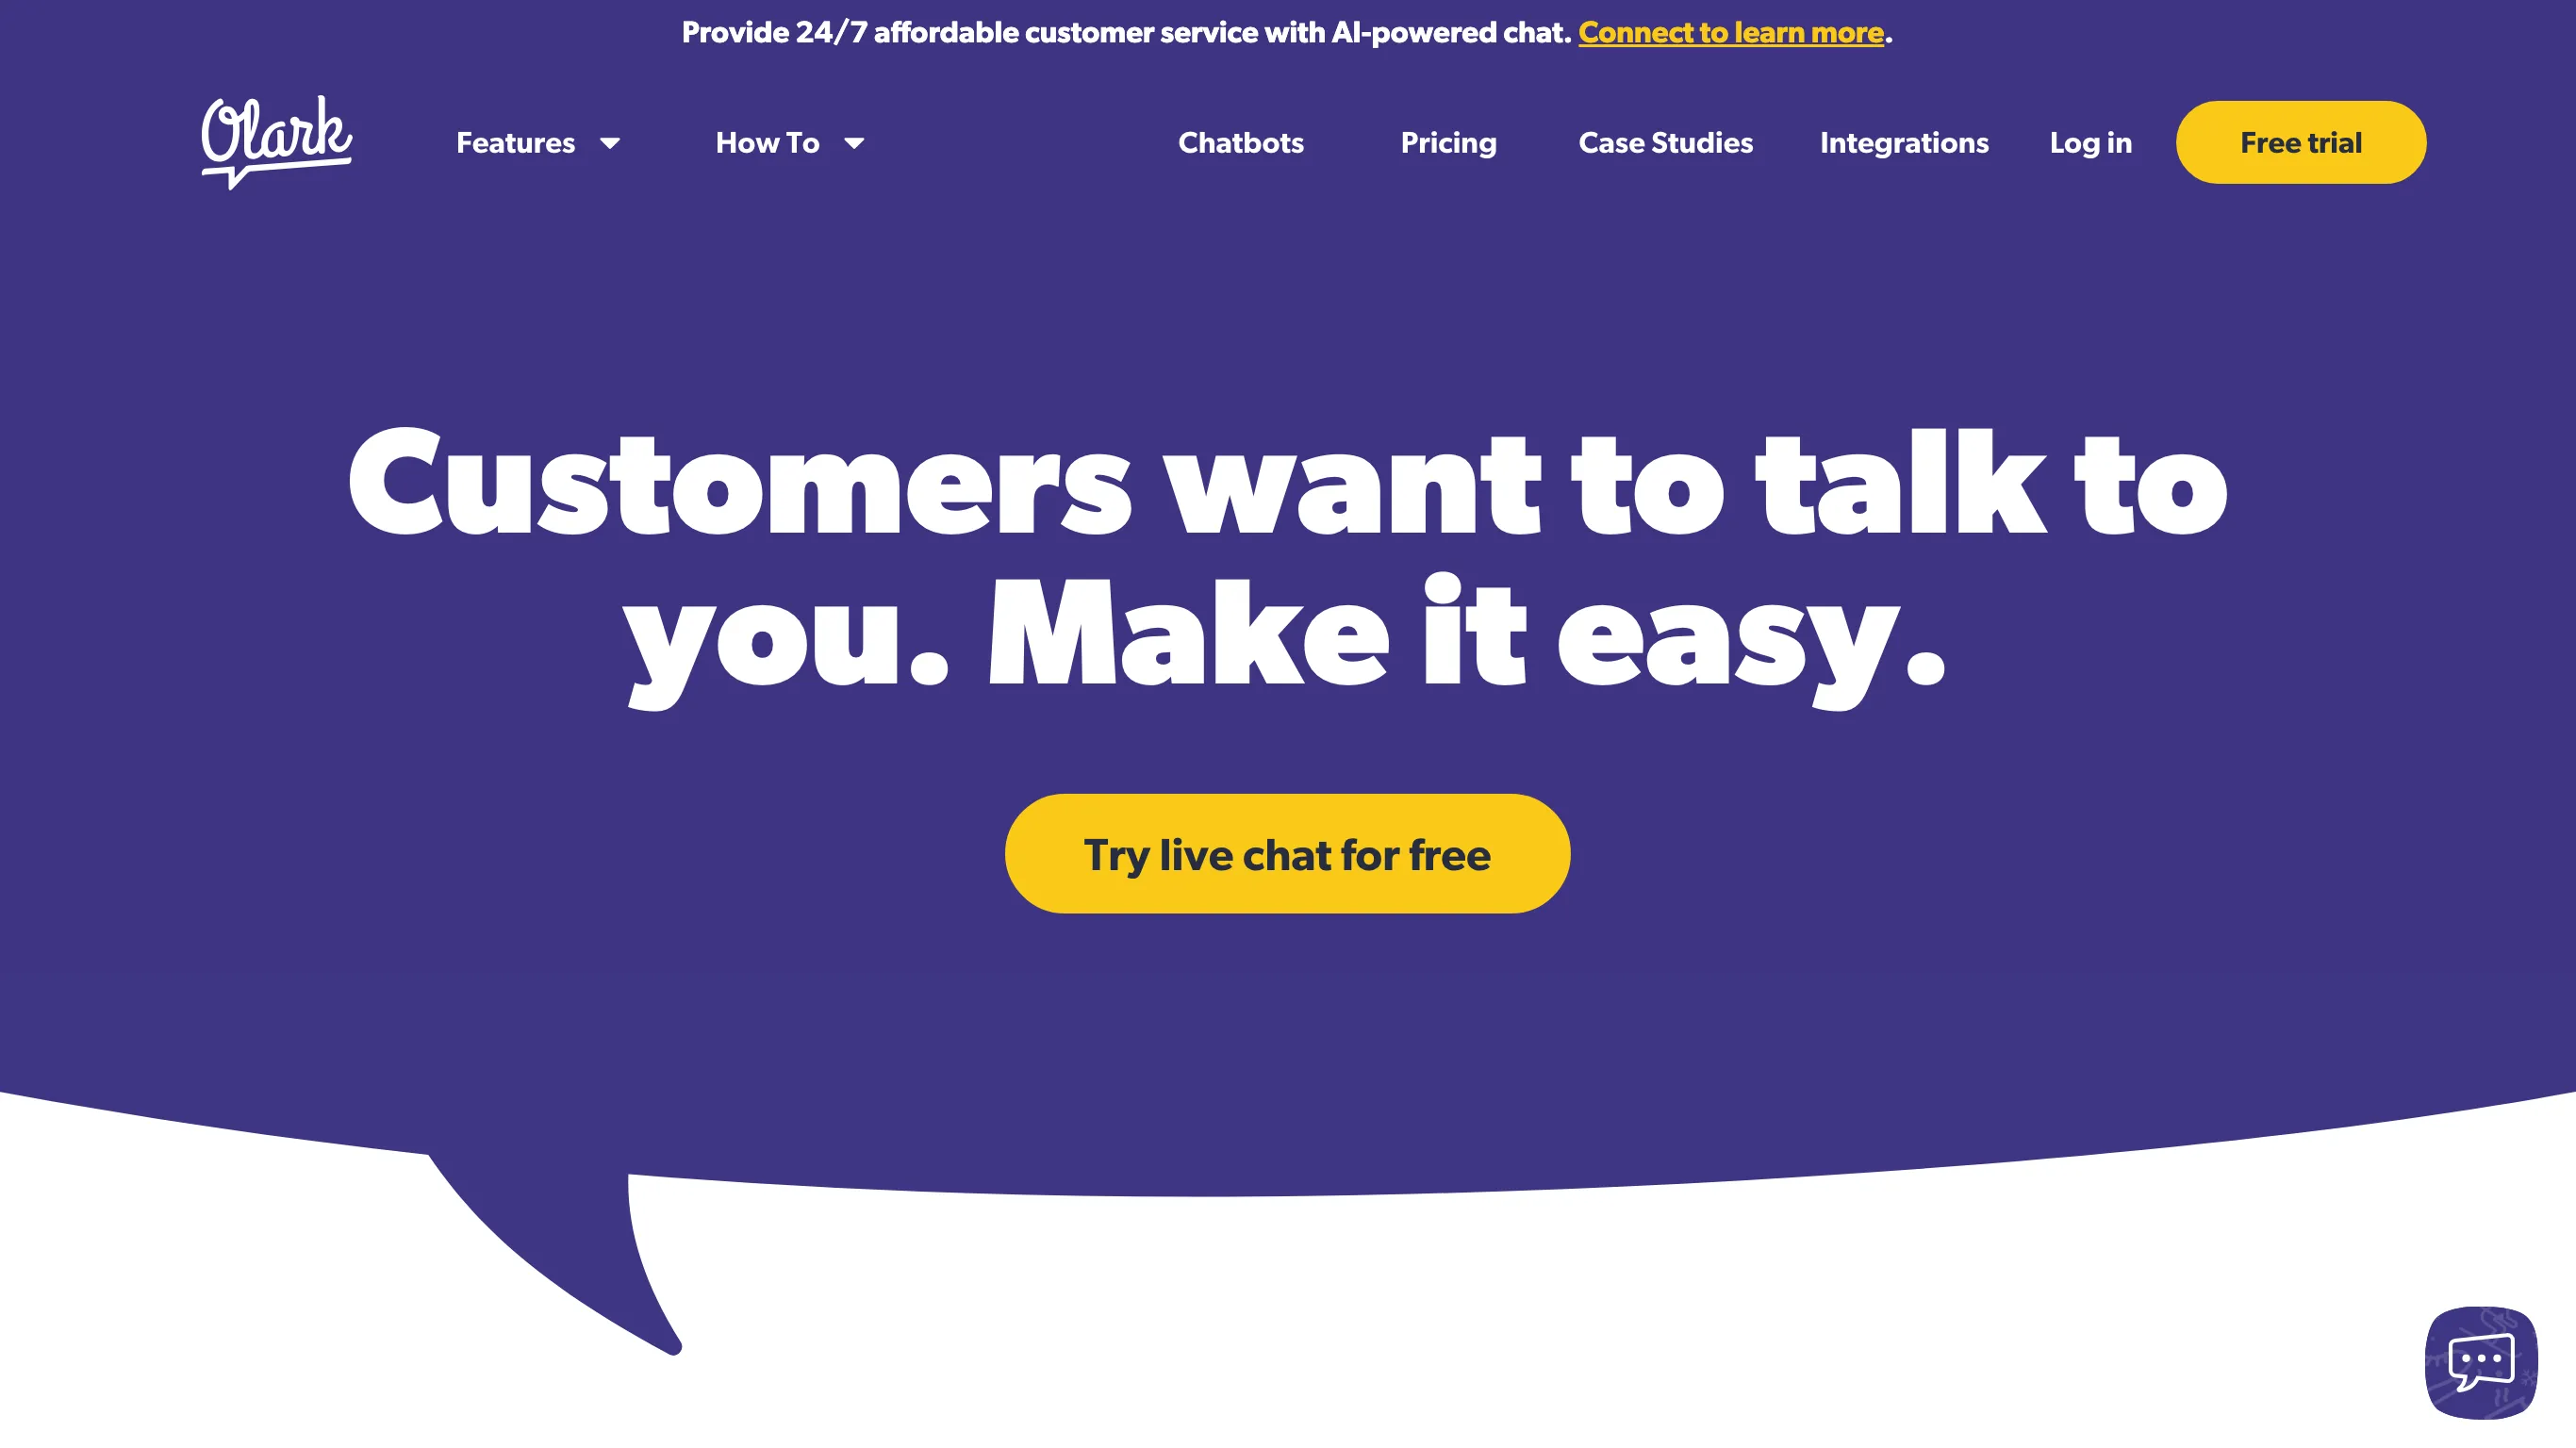 Provide 24/7 affordable customer service with AI-powered chat. Connect to learn more.
Olark
Features
How To
Chatbots
Pricing
Case Studies
Integrations
Log in
Free trial
Customers want to talk to
you. Make it easy.
Try live chat for free